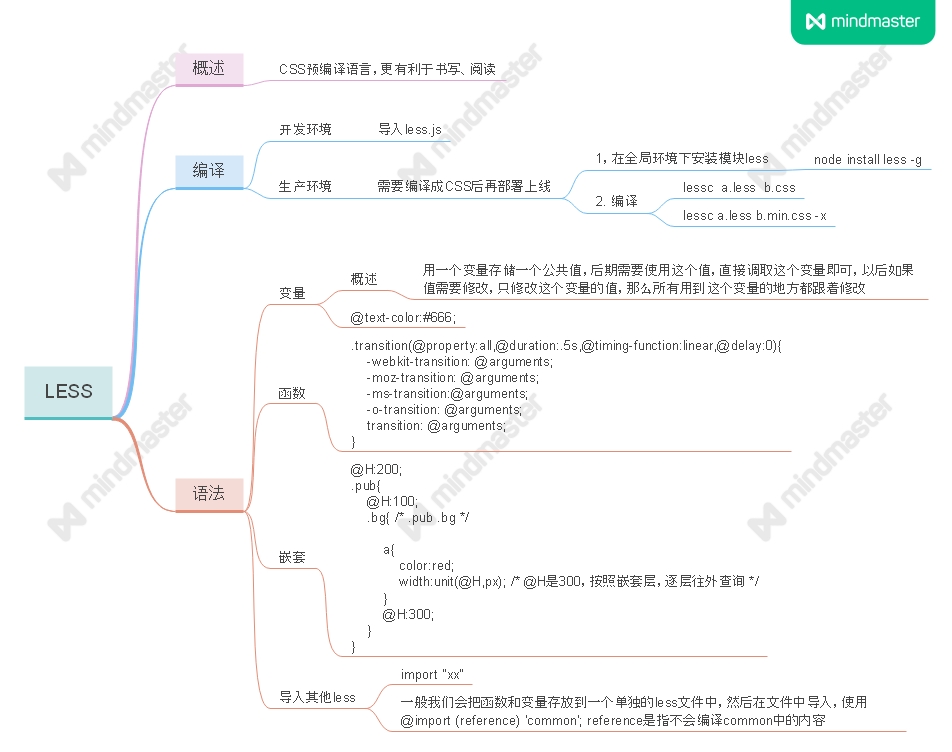 mindmaster
概述
CSS预编译语言，更有利于书写、阅读
编译
开发环境
导入less.js
生产环境
需要编译成CSS后再部署上线
1，在全局环境下安装模块less
node install less -g
2. 编译
lessc  a.less  b.css
lessc a.less b.min.css -x
LESS
语法
变量
概述
用一个变量存储一个公共值，后期需要使用这个值，直接调取这个变量即可，以后如果
值需要修改，只修改这个变量的值，那么所有用到这个变量的地方都跟着修改
@text-color:#666;
函数
.transition(@property:all,@duration:.5s,@timing-function:linear,@delay:0){
-webkit-transition: @arguments;
-moz-transition: @arguments;
-ms-transition:@arguments;
-o-transition: @arguments;
transition: @arguments;
}
嵌套
@H:200;
.pub{
@H:100;
.bg{ /* .pub .bg */
a{
color:red;
width:unit(@H,px); /* @H是300，按照嵌套层，逐层往外查询 */
}
@H:300;
}
}
导入其他less
import "xx"
一般我们会把函数和变量存放到一个单独的less文件中，然后在文件中导入，使用
@import (reference) 'common'; reference是指不会编译common中的内容
mindmaster
mindmaster
mindmaster
mindmaster
mindmaster
mindmaster